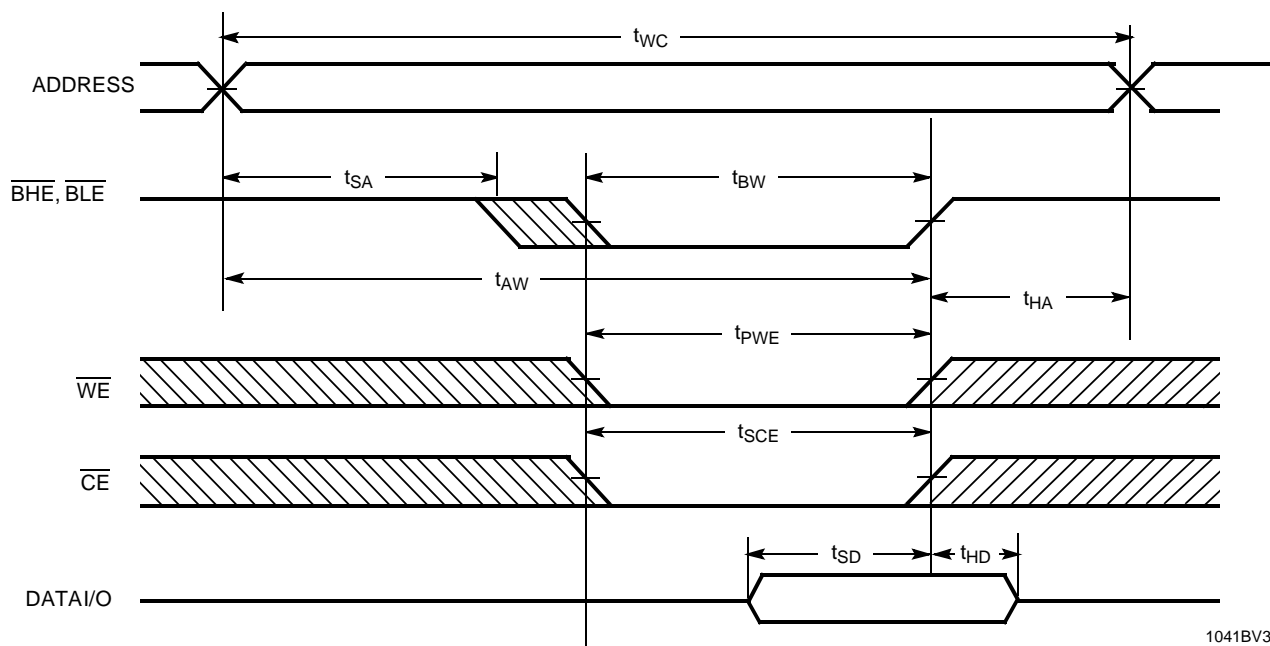 tWC
ADDRESS
tSA
tBW
BHE, BLE
tAW
tHA
tPWE
WE
tSCE
CE
tSD
tHD
DATAI/O
1041BV3